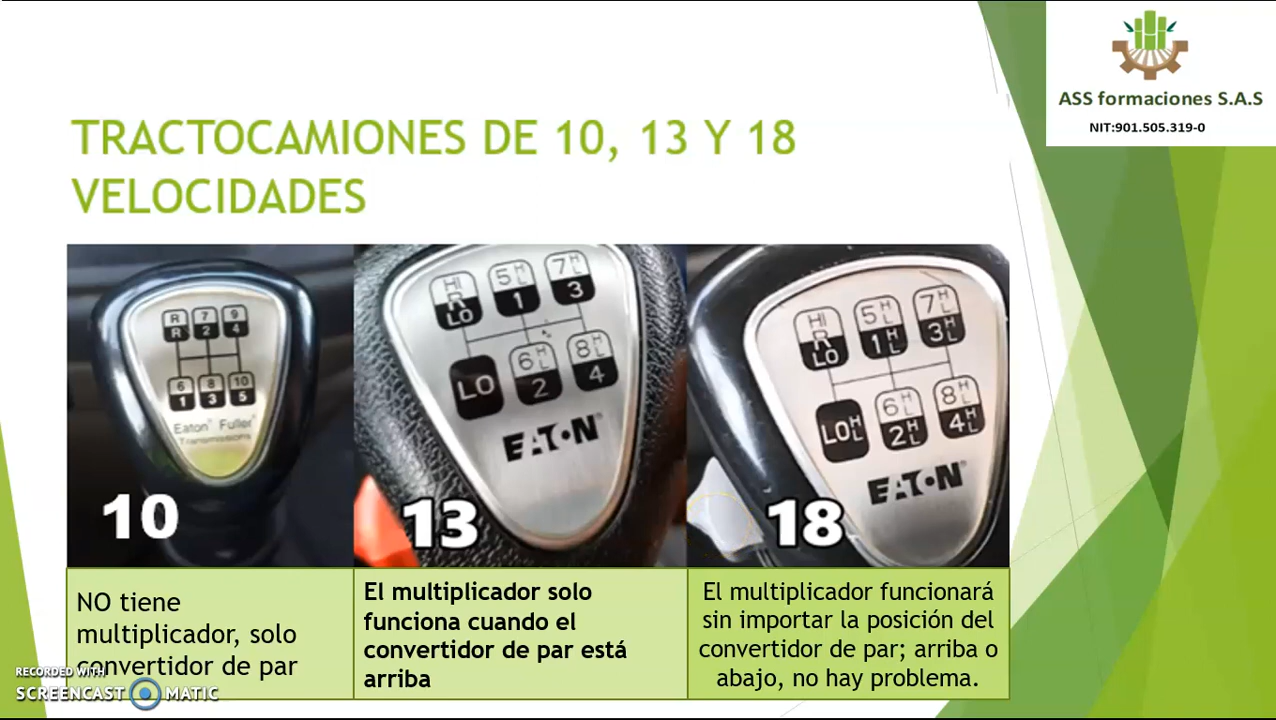 ASS formaciones S.A.S
NIT:901.505.319-0
TRACTOCAMIONES DE 10, 13 Y 18
VELOCIDADES
R 7 9
R 2 4
6 8 10
1 3 5
Eaton® Fuller®
Transmissions
10
HI 5 L 7 L
R
LO 1 3
LO 6 H L 8 H L
2 4
EATON®
13
HI 5 H L 7 H L
R
LO 1 H L 3 H L
LO H L 6 H L 8 H L
2 H L 4 H L
EATON®
18
NO tiene
multiplicador, solo
convertidor de par
El multiplicador solo
funciona cuando el
convertidor de par está
arriba
El multiplicador funcionará
sin importar la posición del
convertidor de par; arriba o
abajo, no hay problema.
RECORDED WITH
SCREENCAST MATIC